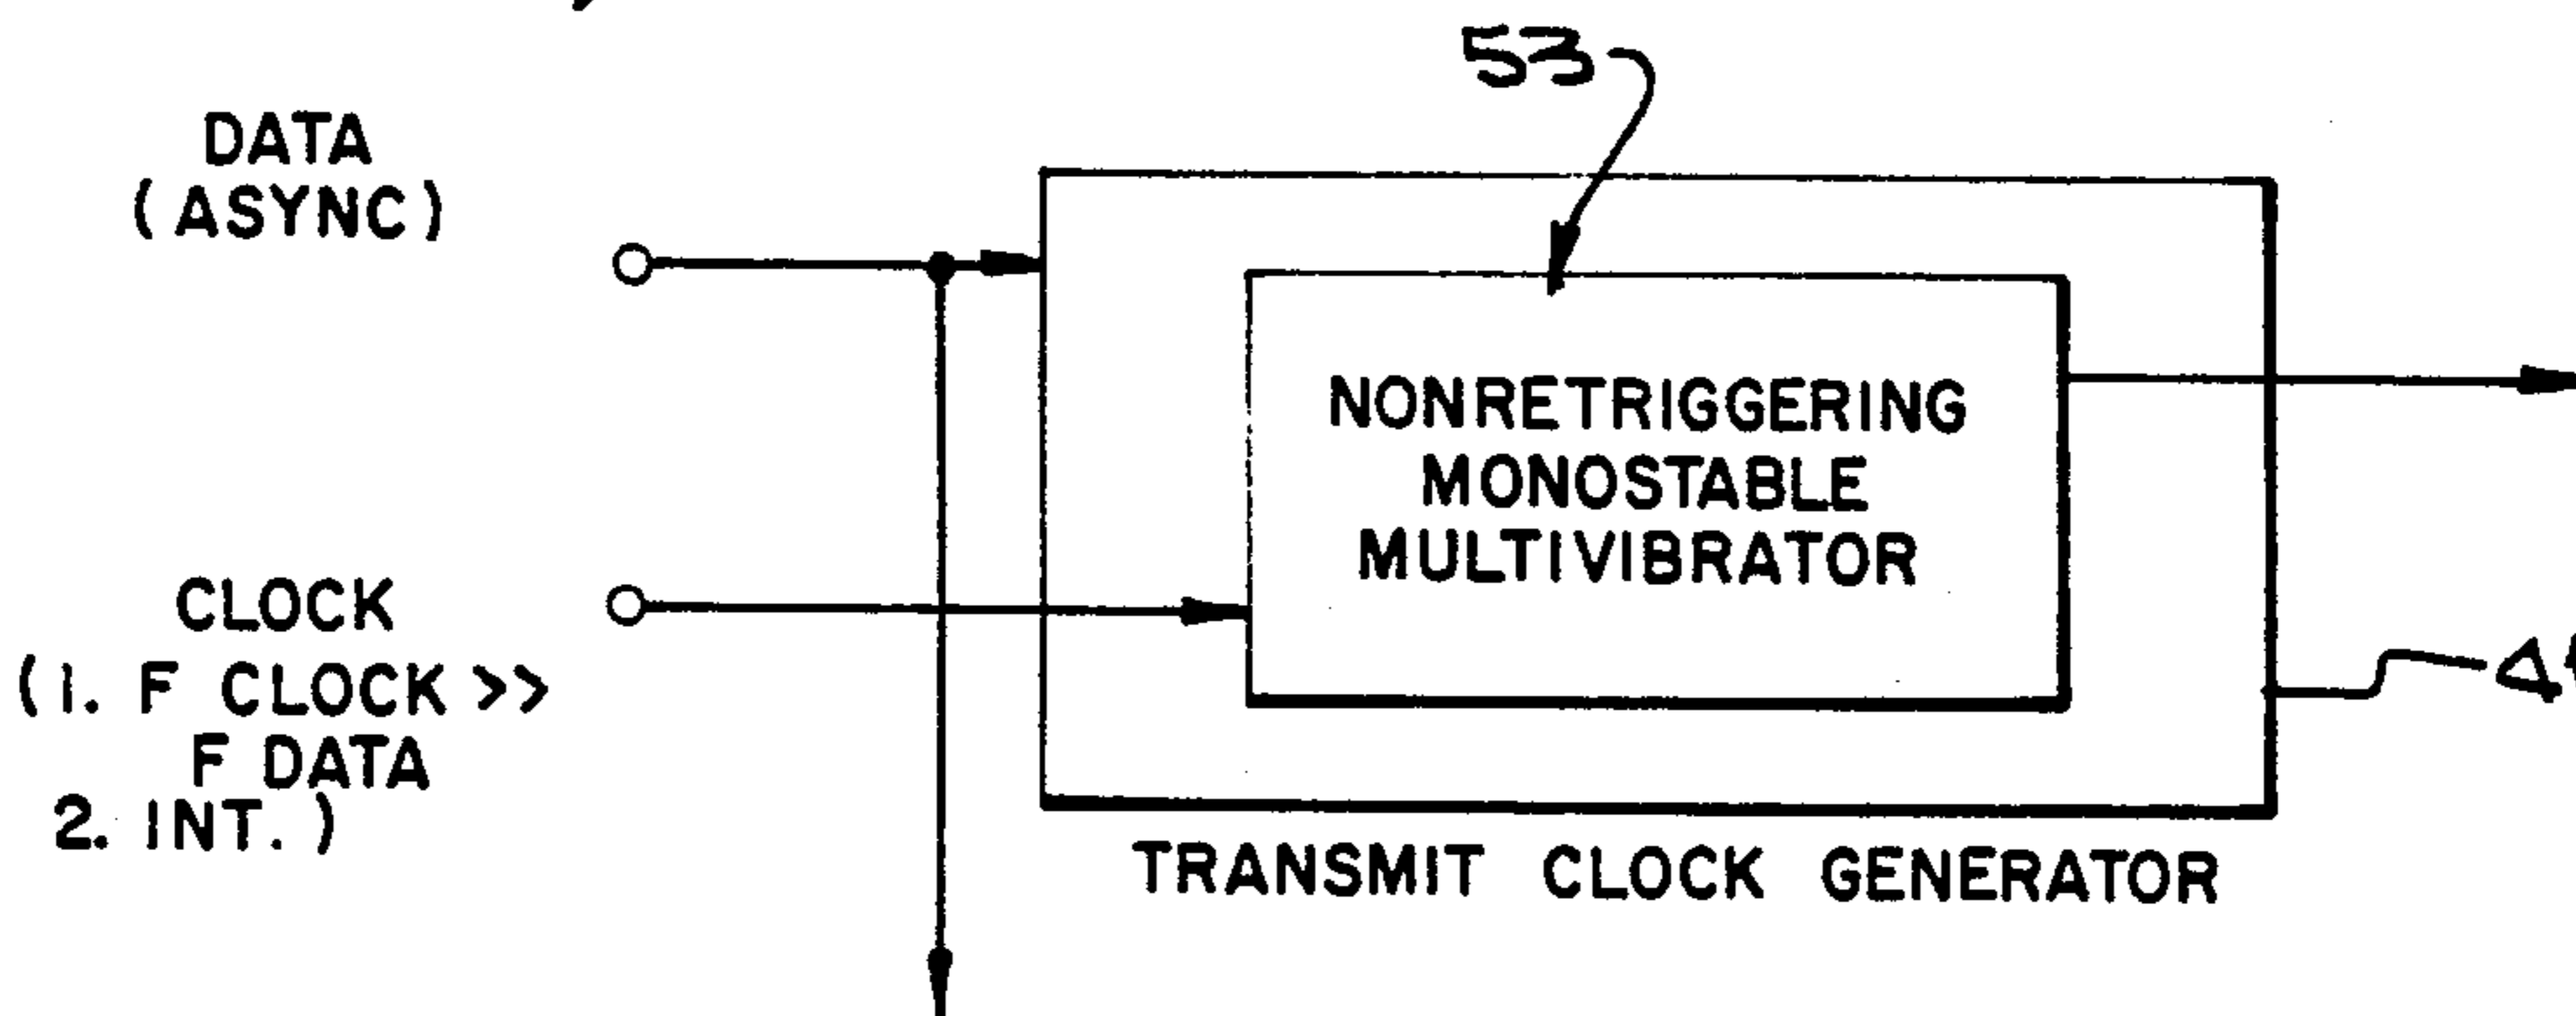 53
DATA
(ASYNC)
NONRETRIGGERING
MONOSTABLE
MULTIVIBRATOR
CLOCK
(1. F CLOCK >>
F DATA
2. INT.)
TRANSMIT CLOCK GENERATOR